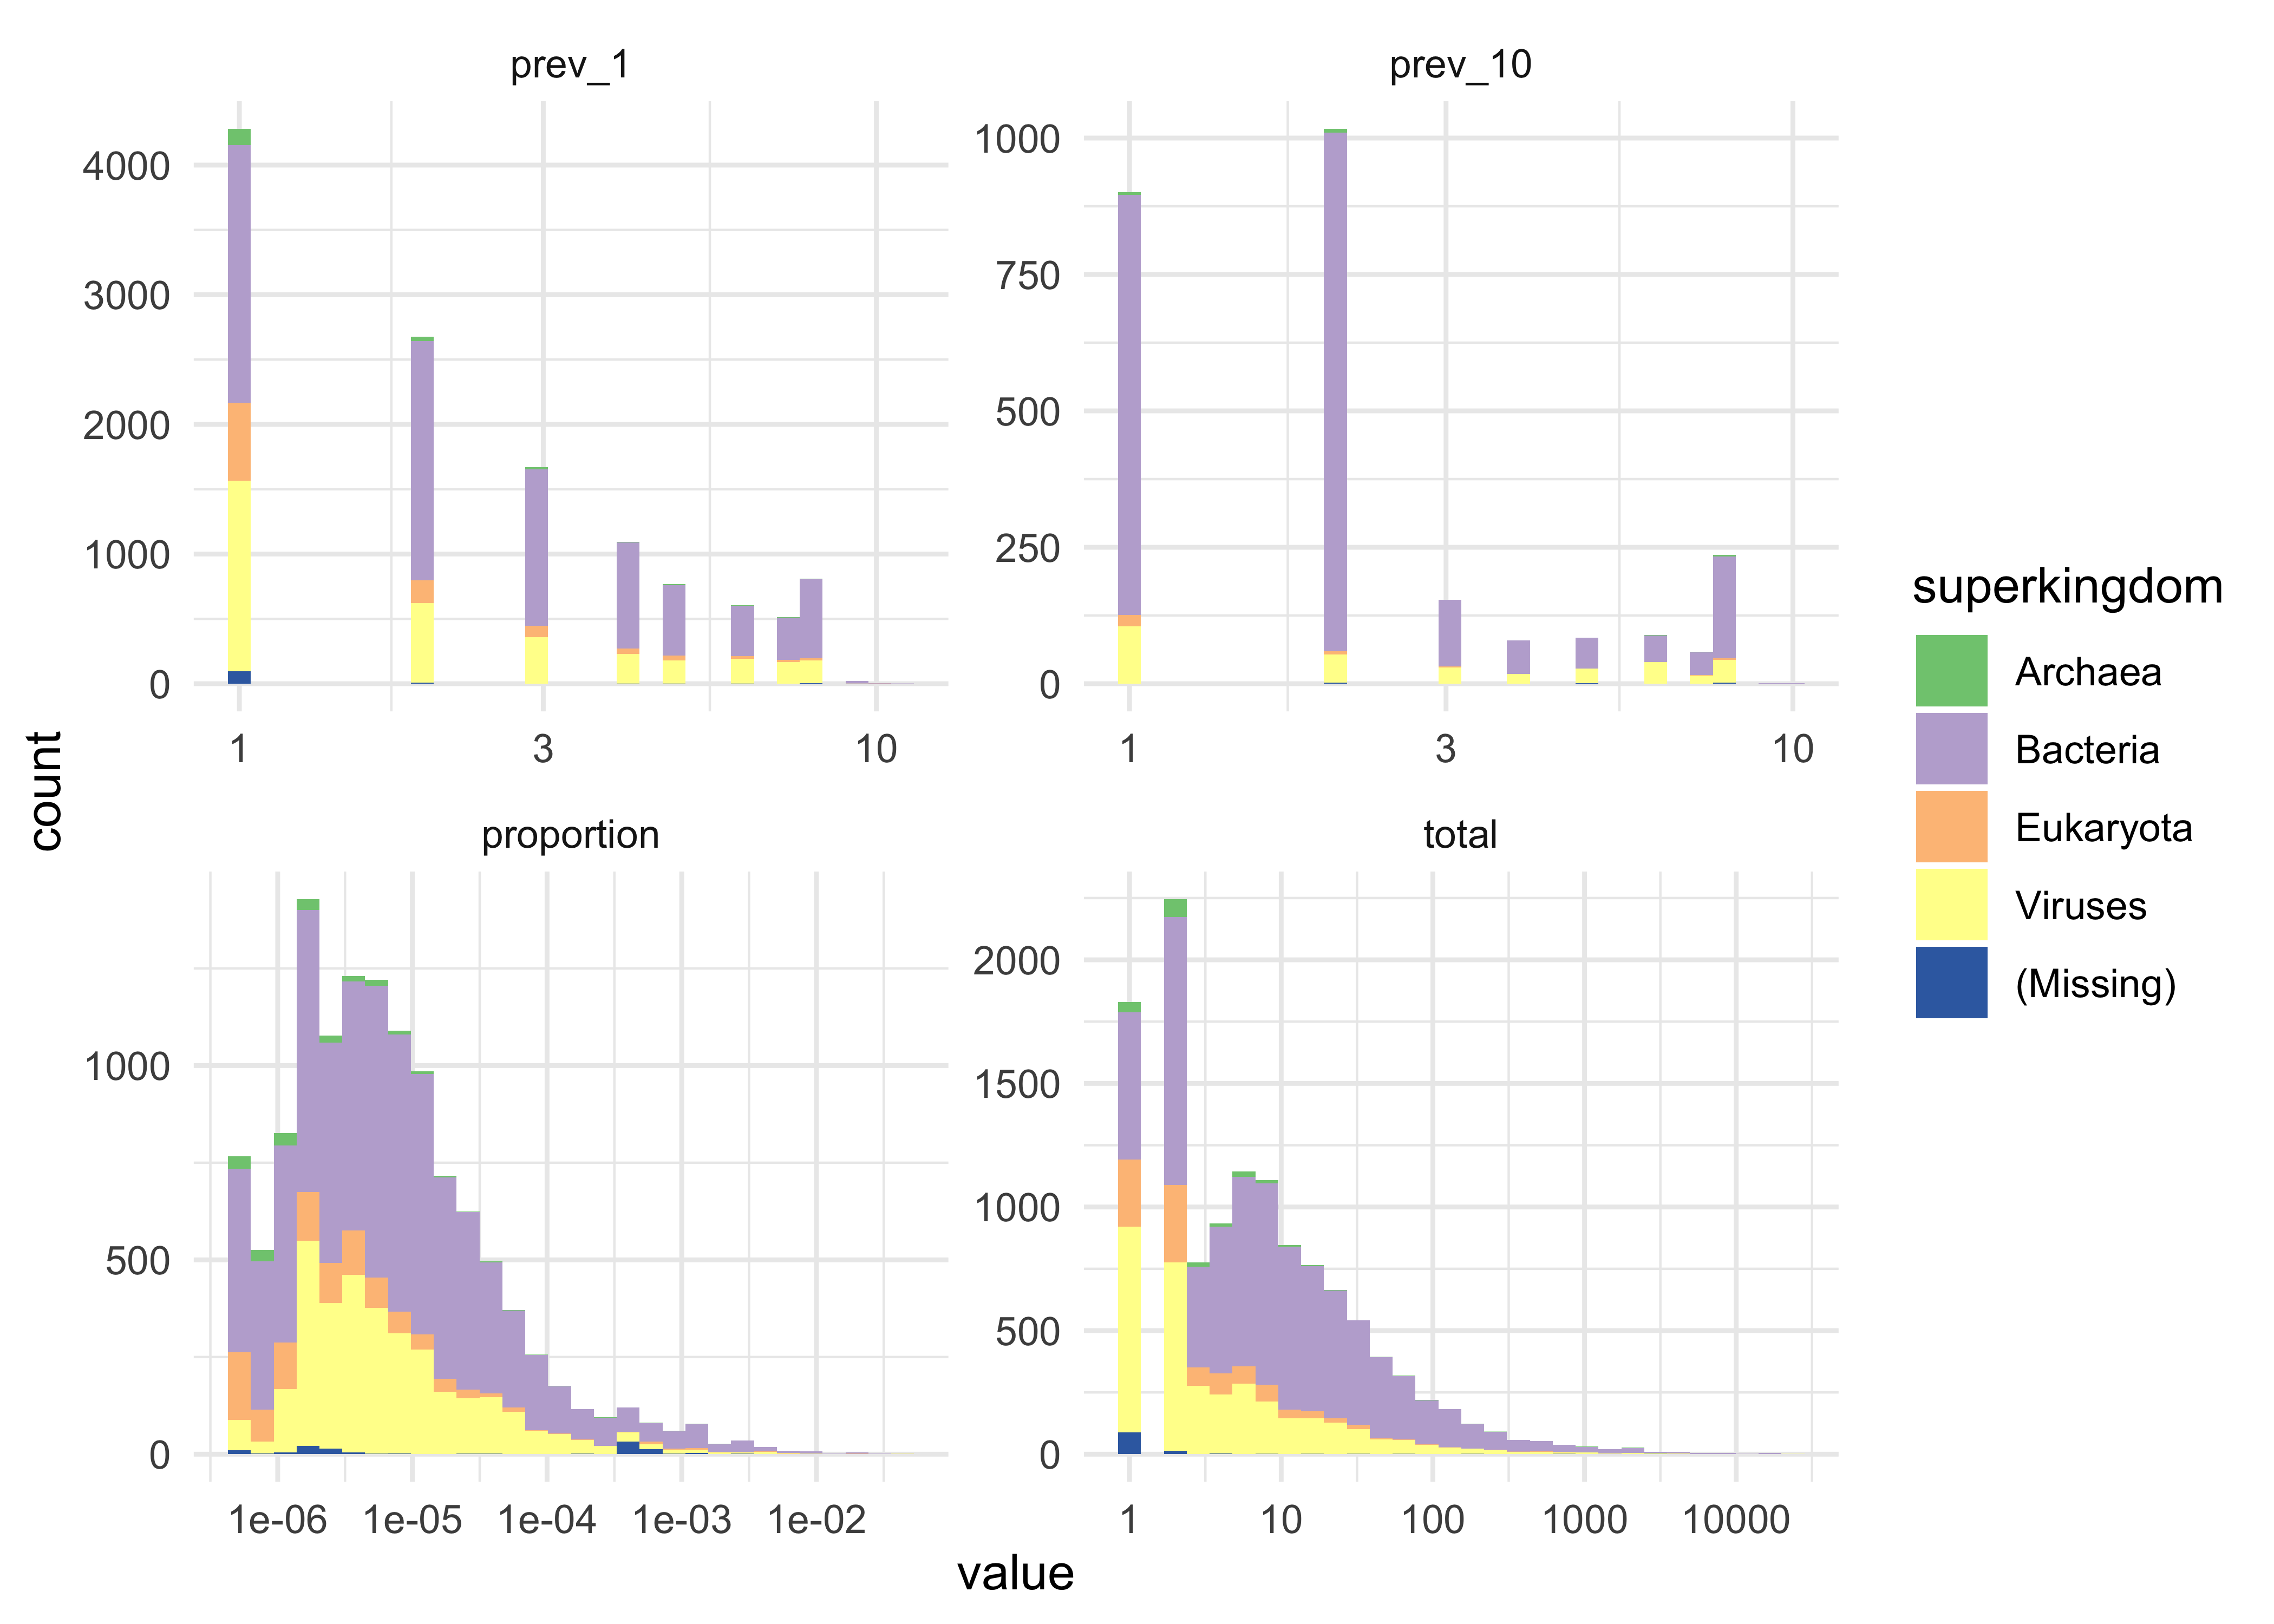 prev_1
prev_10
4000
3000
2000
1000
0
1
3
10
1000
750
500
250
0
1
3
10
count
proportion
total
1000
500
0
1e-06
1e-05
1e-04
1e-03
1e-02
2000
1500
1000
500
0
1
10
100
1000
10000
value
superkingdom
Archaea
Bacteria
Eukaryota
Viruses
(Missing)